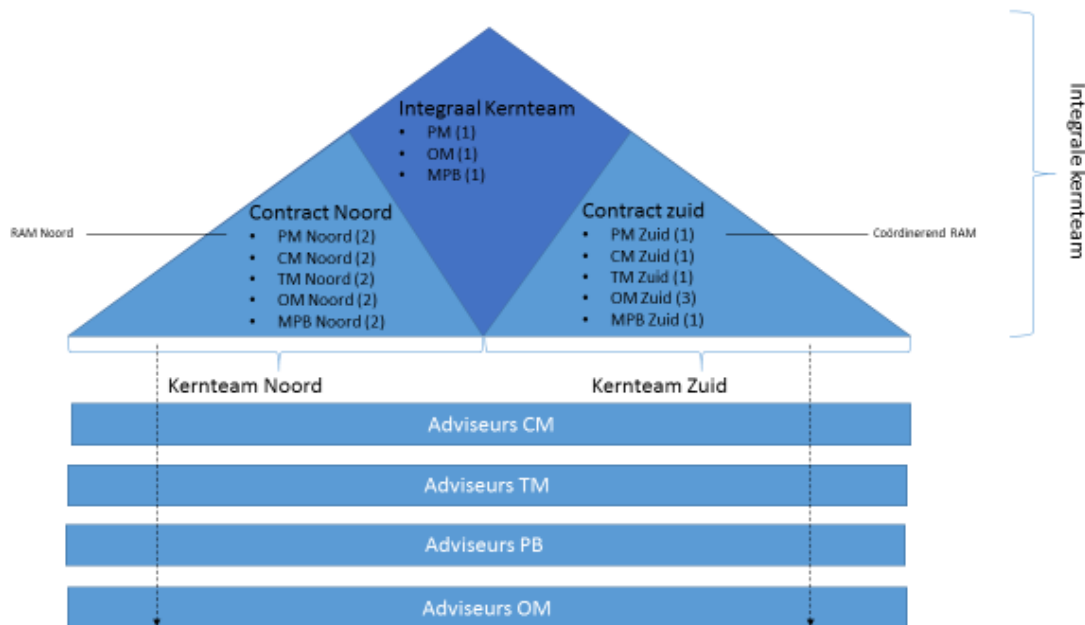 Integraal Kernteam
• PM (1)
• OM (1)
• MPB (1)
Contract Noord
• PM Noord (2)
• CM Noord (2)
• TM Noord (2)
• OM Noord (2)
• MPB Noord (2)
Contract zuid
• PM Zuid (1)
• CM Zuid (1)
• TM Zuid (1)
• OM Zuid (3)
• MPB Zuid (1)
RAM Noord
Coördinerend RAM
Integrale kernteam
Kernteam Noord
Kernteam Zuid
Adviseurs CM
Adviseurs TM
Adviseurs PB
Adviseurs OM